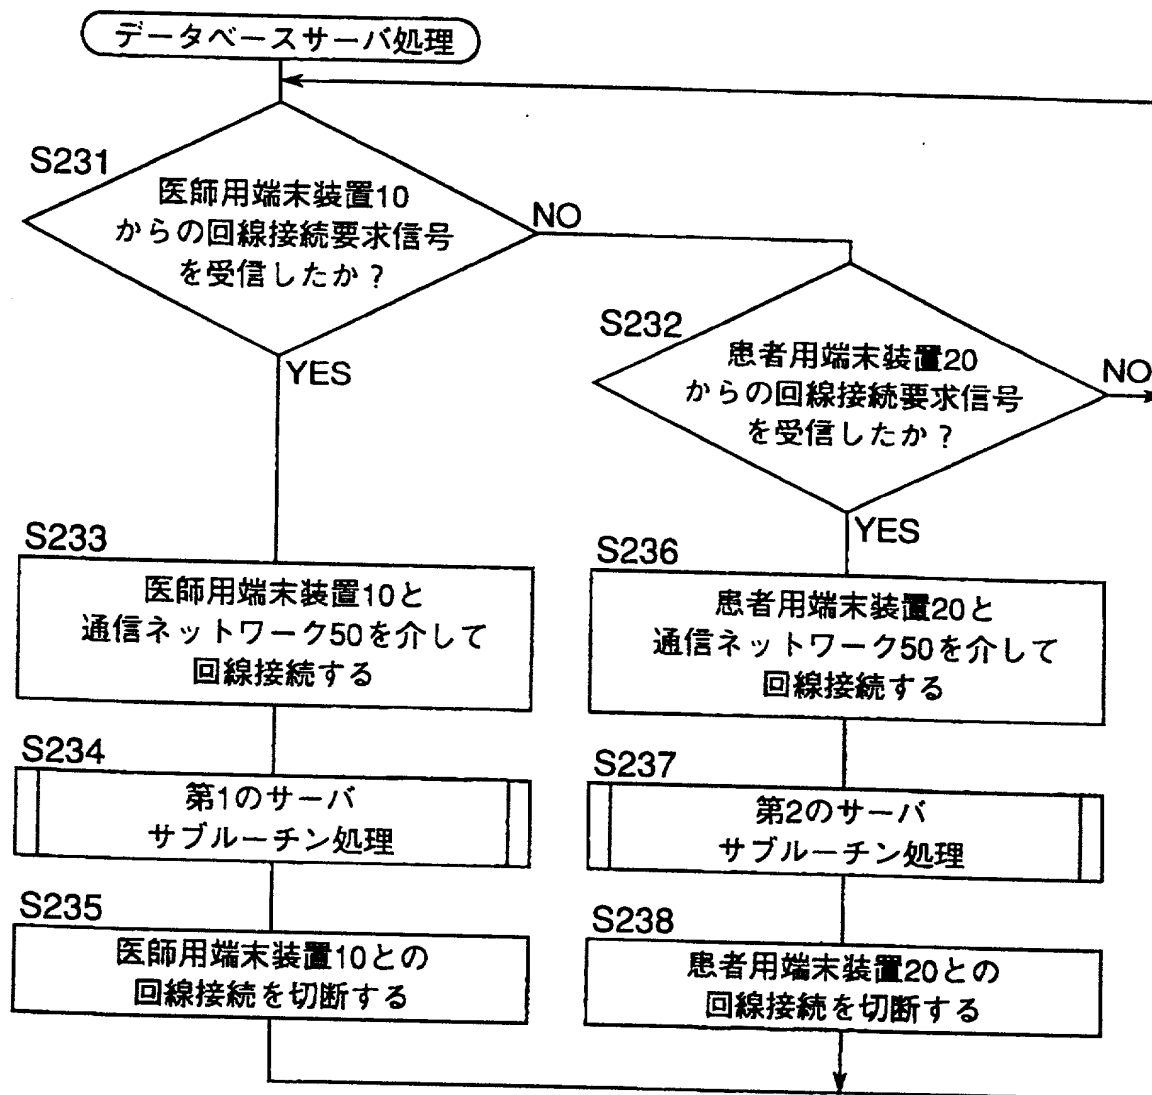 データベースサーバ処理
S231
医師用端末装置10
からの回線接続要求信号
を受信したか?
NO
YES
S232
患者用端末装置20
からの回線接続要求信号
を受信したか?
NO
YES
S233
医師用端末装置10と
通信ネットワーク50を介して
回線接続する
S236
患者用端末装置20と
通信ネットワーク50を介して
回線接続する
S234
第1のサーバ
サブルーチン処理
S237
第2のサーバ
サブルーチン処理
S235
医師用端末装置10との
回線接続を切断する
S238
患者用端末装置20との
回線接続を切断する